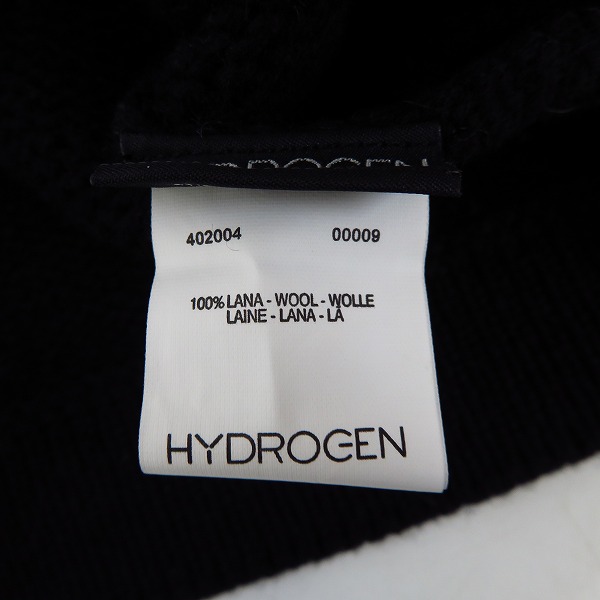 HYDROGEN
402004 00009
100% LANA - WOOL - WOLLE
LAINE - LANA - LÃ
HYDROGEN